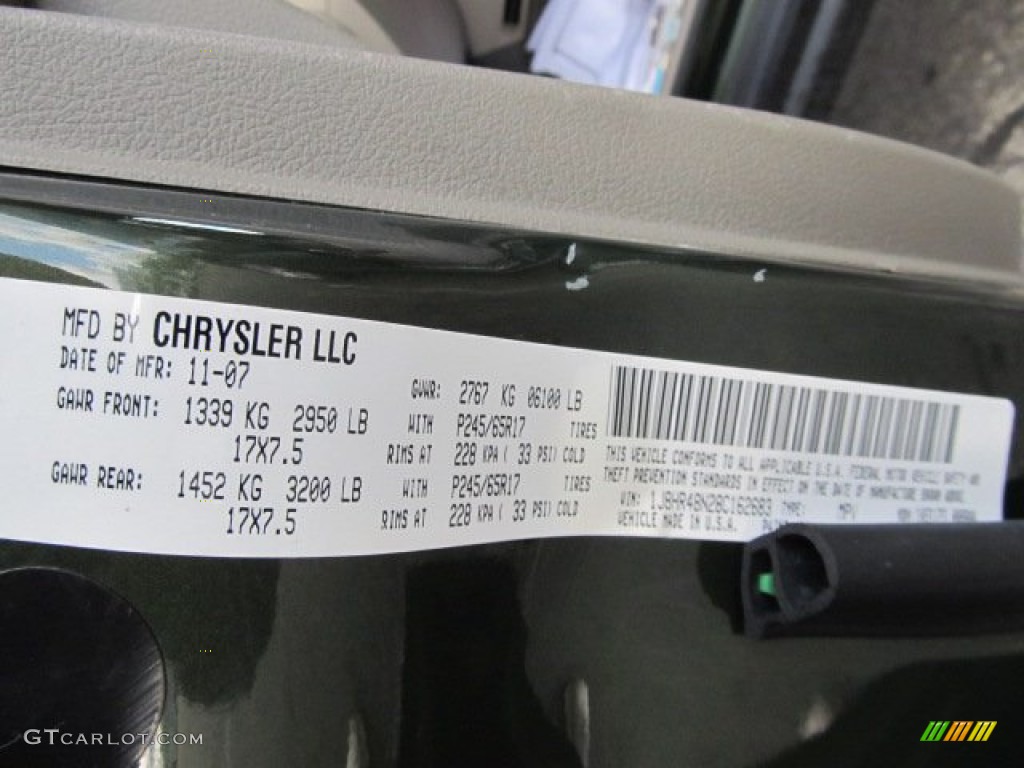 MFD BY CHRYSLER LLC
DATE OF MFR: 11-07 GVWR: 2767 KG 06100 LB
GAWR FRONT: 1339 KG 2950 LB WITH P245/65R17 TIRES
17X7.5 RIMS AT 228 KPA ( 33 PSI) COLD
GAWR REAR: 1452 KG 3200 LB WITH P245/65R17 TIRES
17X7.5 RIMS AT 228 KPA ( 33 PSI) COLD
THIS VEHICLE CONFORMS TO ALL APPLICABLE U.S.A. FEDERAL MOTOR VEHICLE SAFETY AND
THEFT PREVENTION STANDARDS IN EFFECT ON THE DATE OF MANUFACTURE SHOWN ABOVE.
VIN: 1J8HR48N28C162683 TYPE: MPV
VEHICLE MADE IN U.S.A.
GTCARLOT.COM